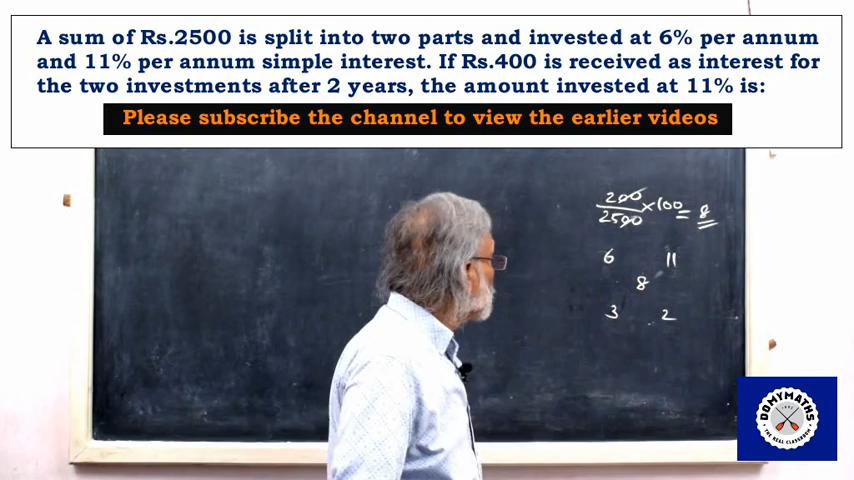 A sum of Rs.2500 is split into two parts and invested at 6% per annum
and 11% per annum simple interest. If Rs.400 is received as interest for
the two investments after 2 years, the amount invested at 11% is:
Please subscribe the channel to view the earlier videos
200/2500 ×100 = 8
6 11
8
3 2
DOMYMATHS
THE REAL CLASSROOM